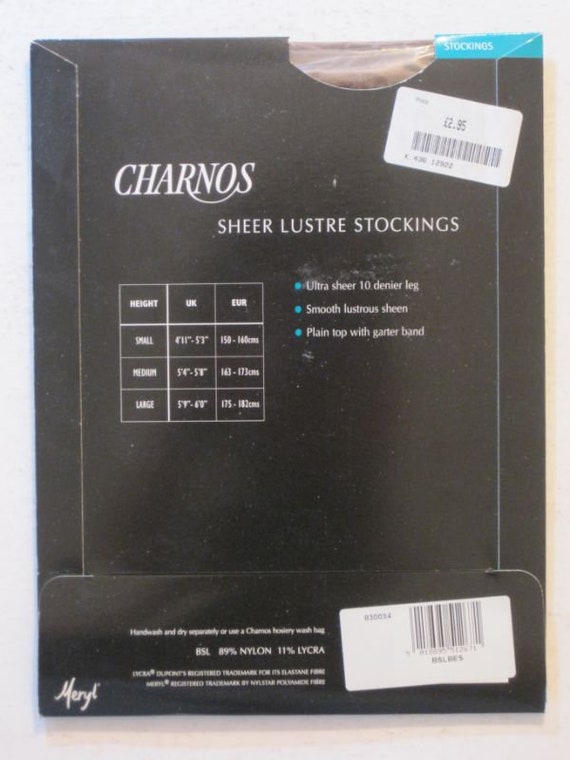 STOCKINGS
£2.95
K 436 12502
CHARNOS
SHEER LUSTRE STOCKINGS
HEIGHT UK EUR
SMALL 4'11"- 5'3" 150 - 160cms
MEDIUM 5'4"- 5'8" 163 - 173cms
LARGE 5'9"- 6'0" 175 - 182cms
Ultra sheer 10 denier leg
Smooth lustrous sheen
Plain top with garter band
Handwash and dry separately or use a Charnos hosiery wash bag
BSL 89% NYLON 11% LYCRA
LYCRA® DUPONT'S REGISTERED TRADEMARK FOR ITS ELASTANE FIBRE
MERYL® REGISTERED TRADEMARK BY NYLSTAR POLYAMIDE FIBRE
Meryl®
BSLBES